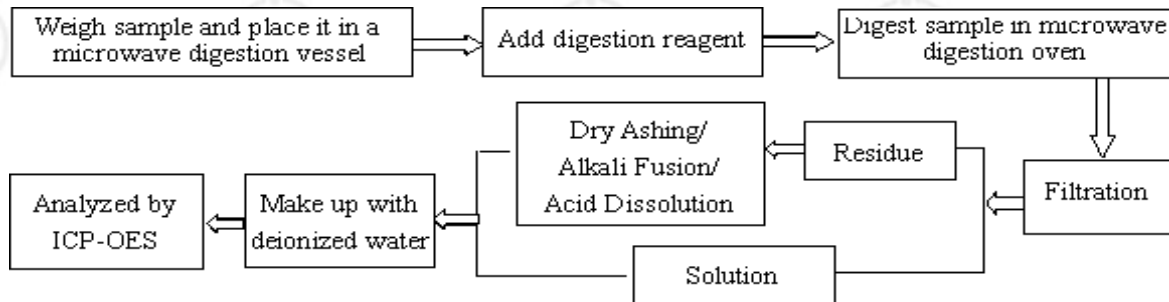 Weigh sample and place it in a
microwave digestion vessel
Add digestion reagent
Digest sample in microwave
digestion oven
Filtration
Residue
Dry Ashing/
Alkali Fusion/
Acid Dissolution
Solution
Make up with
deionized water
Analyzed by
ICP-OES